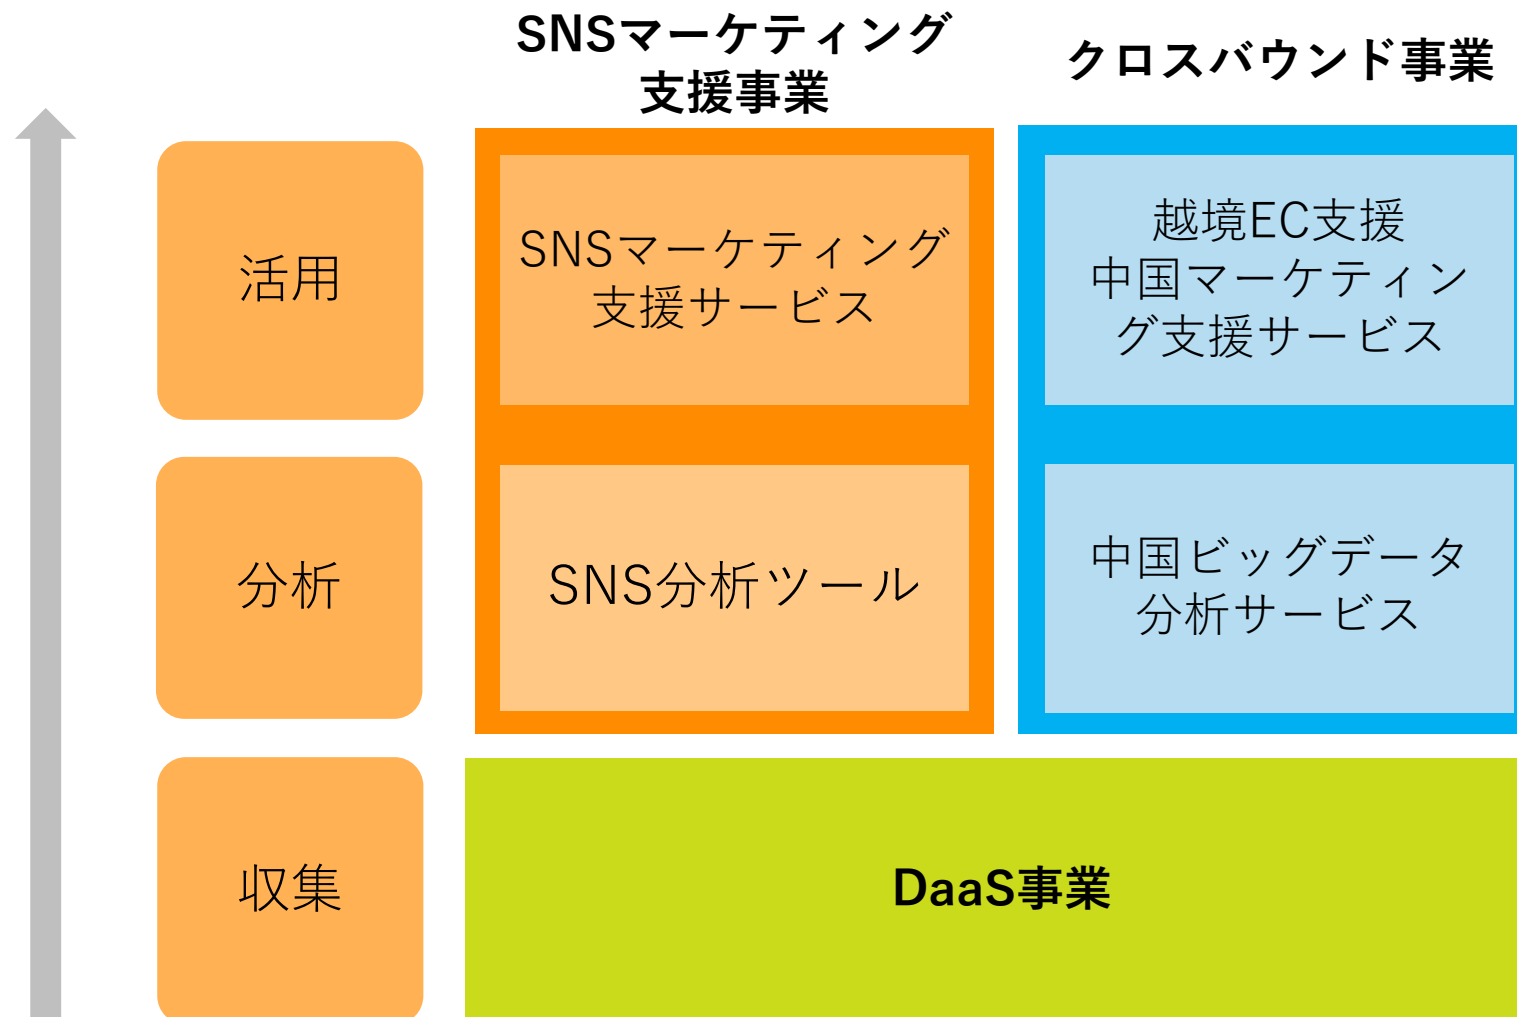 SNSマーケティング
支援事業
クロスバウンド事業
活用
SNSマーケティング
支援サービス
越境EC支援
中国マーケティン
グ支援サービス
分析
SNS分析ツール
中国ビッグデータ
分析サービス
収集
DaaS事業